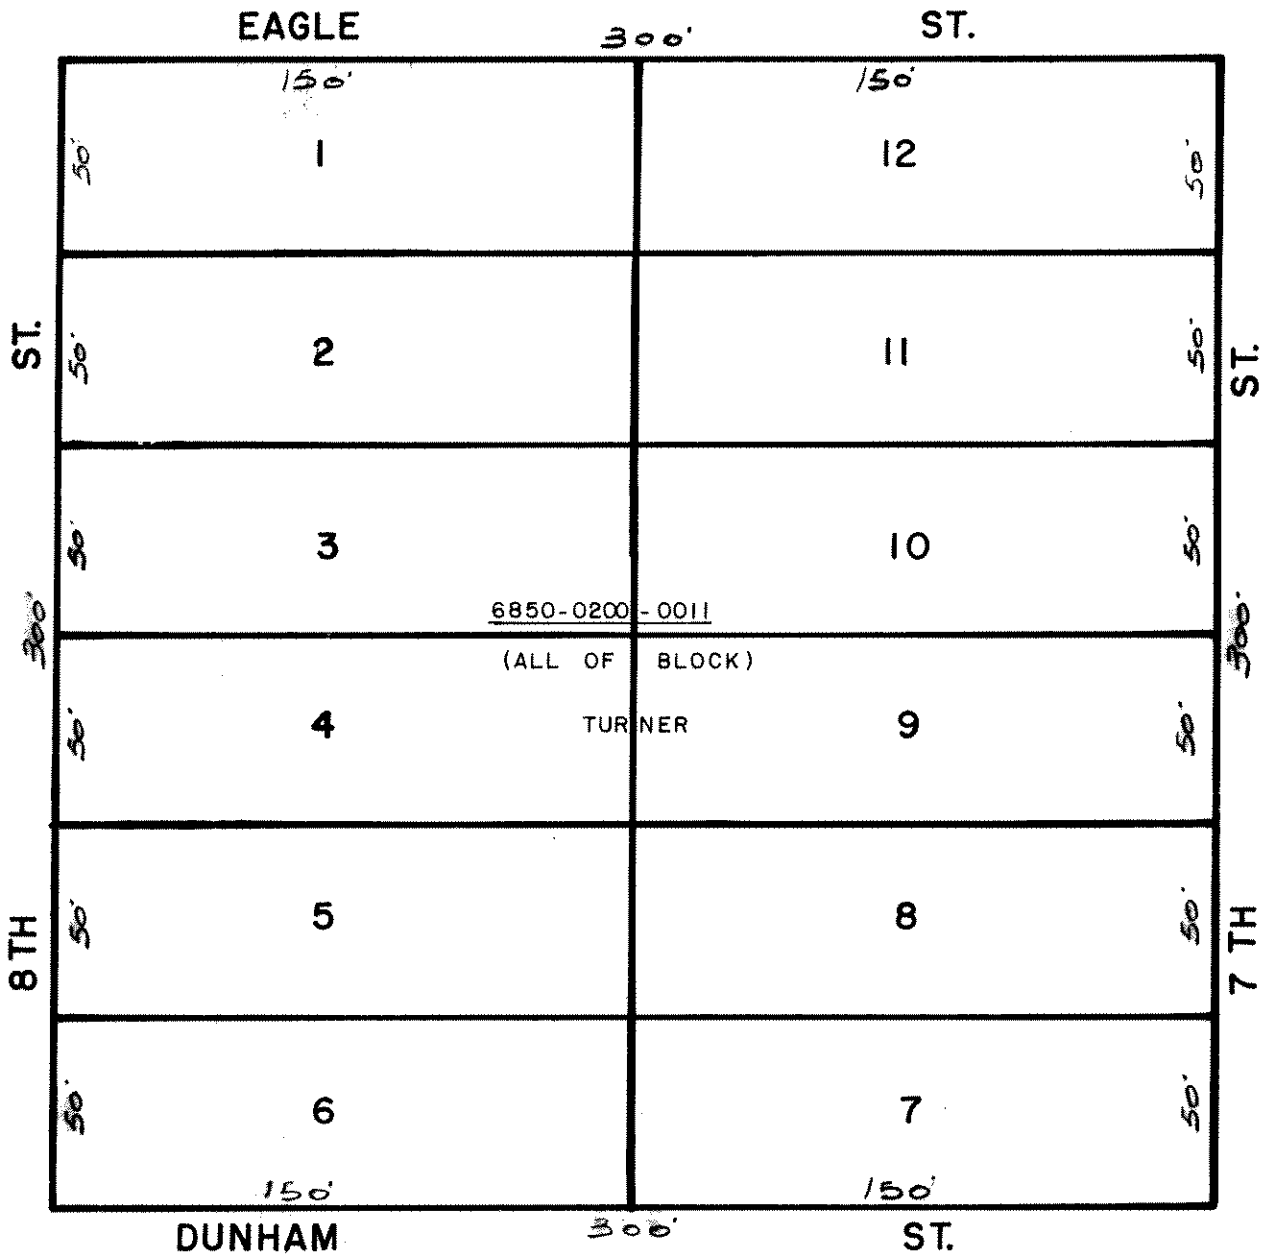 EAGLE 300' ST.
150' 150'
50' 1 12 50'
ST. 50' 2 11 50' ST.
50' 3 10 50'
300' 6850-0200-0011 300'
(ALL OF BLOCK)
50' 4 TURNER 9 50'
8TH 50' 5 8 50' 7TH
50' 6 7 50'
150' 150'
DUNHAM 300' ST.